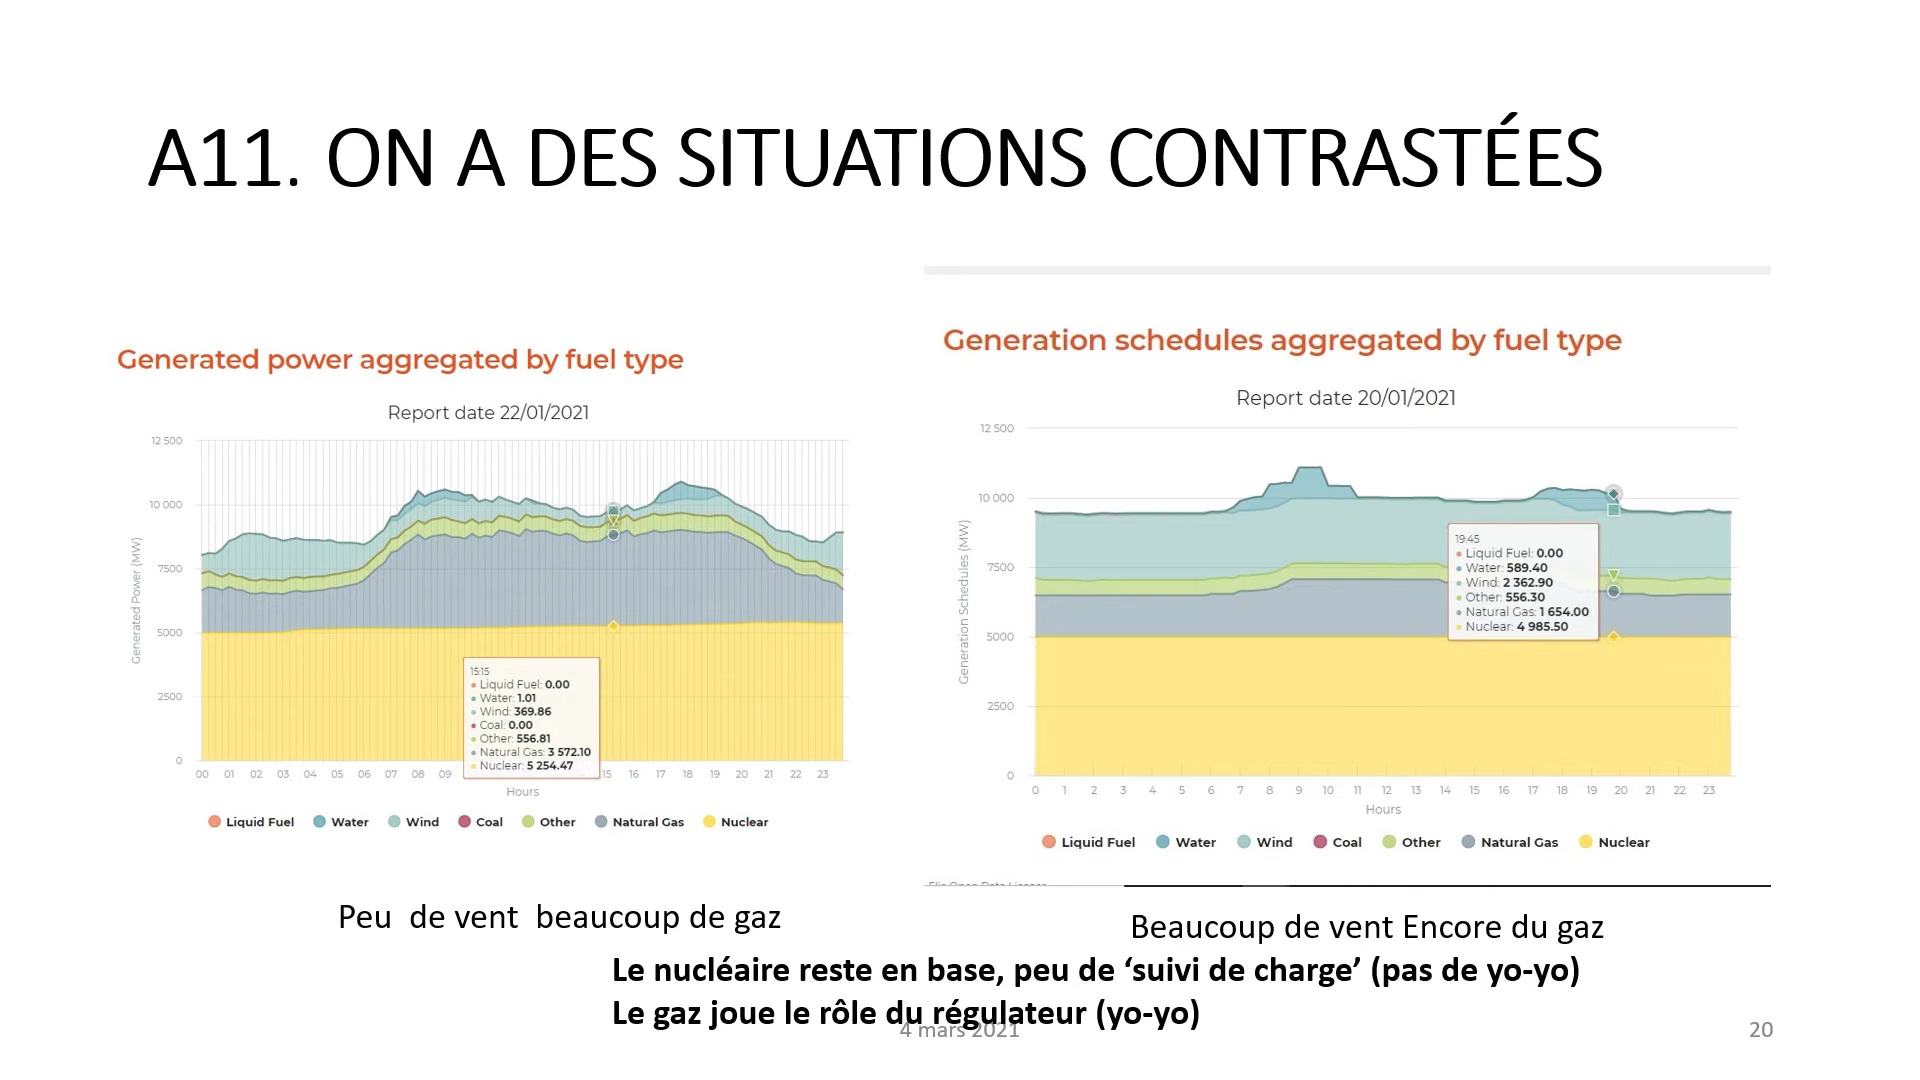 A11. ON A DES SITUATIONS CONTRASTÉES
Generated power aggregated by fuel type
Report date 22/01/2021
12 500
10 000
7500
5000
2500
0
Generated Power (MW)
15:15
Liquid Fuel: 0.00
Water: 1.01
Wind: 369.86
Coal: 0.00
Other: 556.81
Natural Gas: 3 572.10
Nuclear: 5 254.47
00 01 02 03 04 05 06 07 08 09 15 16 17 18 19 20 21 22 23
Hours
Liquid Fuel Water Wind Coal Other Natural Gas Nuclear
Peu de vent beaucoup de gaz
Generation schedules aggregated by fuel type
Report date 20/01/2021
12 500
10 000
7500
5000
2500
0
Generation Schedules (MW)
19:45
Liquid Fuel: 0.00
Water: 589.40
Wind: 2 362.90
Other: 556.30
Natural Gas: 1 654.00
Nuclear: 4 985.50
0 1 2 3 4 5 6 7 8 9 10 11 12 13 14 15 16 17 18 19 20 21 22 23
Hours
Liquid Fuel Water Wind Coal Other Natural Gas Nuclear
Elia Open Data License
Beaucoup de vent Encore du gaz
Le nucléaire reste en base, peu de ‘suivi de charge’ (pas de yo-yo)
Le gaz joue le rôle du régulateur (yo-yo)
4 mars 2021
20